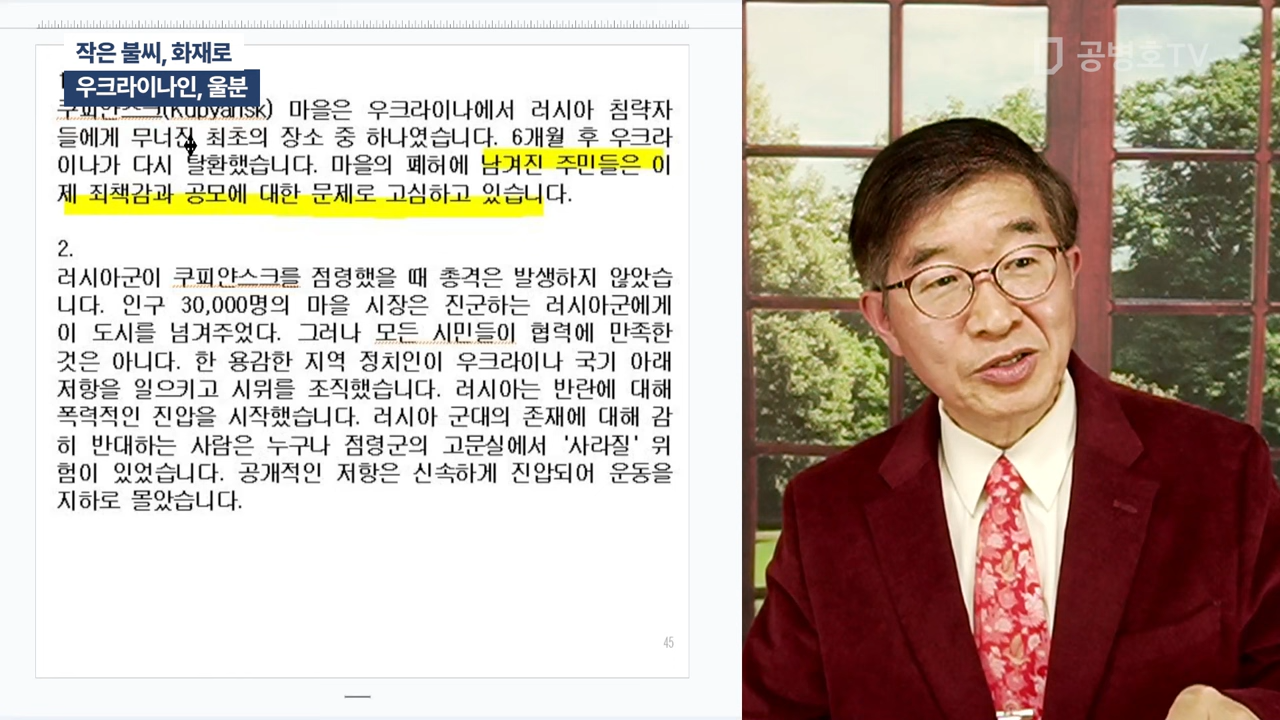 작은 불씨, 화재로
우크라이나인, 울분
쿠피얀스크(Kupyansk) 마을은 우크라이나에서 러시아 침략자
들에게 무너진 최초의 장소 중 하나였습니다. 6개월 후 우크라
이나가 다시 탈환했습니다. 마을의 폐허에 남겨진 주민들은 이
제 죄책감과 공모에 대한 문제로 고심하고 있습니다.
2.
러시아군이 쿠피얀스크를 점령했을 때 총격은 발생하지 않았습
니다. 인구 30,000명의 마을 시장은 진군하는 러시아군에게
이 도시를 넘겨주었다. 그러나 모든 시민들이 협력에 만족한
것은 아니다. 한 용감한 지역 정치인이 우크라이나 국기 아래
저항을 일으키고 시위를 조직했습니다. 러시아는 반란에 대해
폭력적인 진압을 시작했습니다. 러시아 군대의 존재에 대해 감
히 반대하는 사람은 누구나 점령군의 고문실에서 '사라질' 위
험이 있었습니다. 공개적인 저항은 신속하게 진압되어 운동을
지하로 몰았습니다.
45
공병호TV